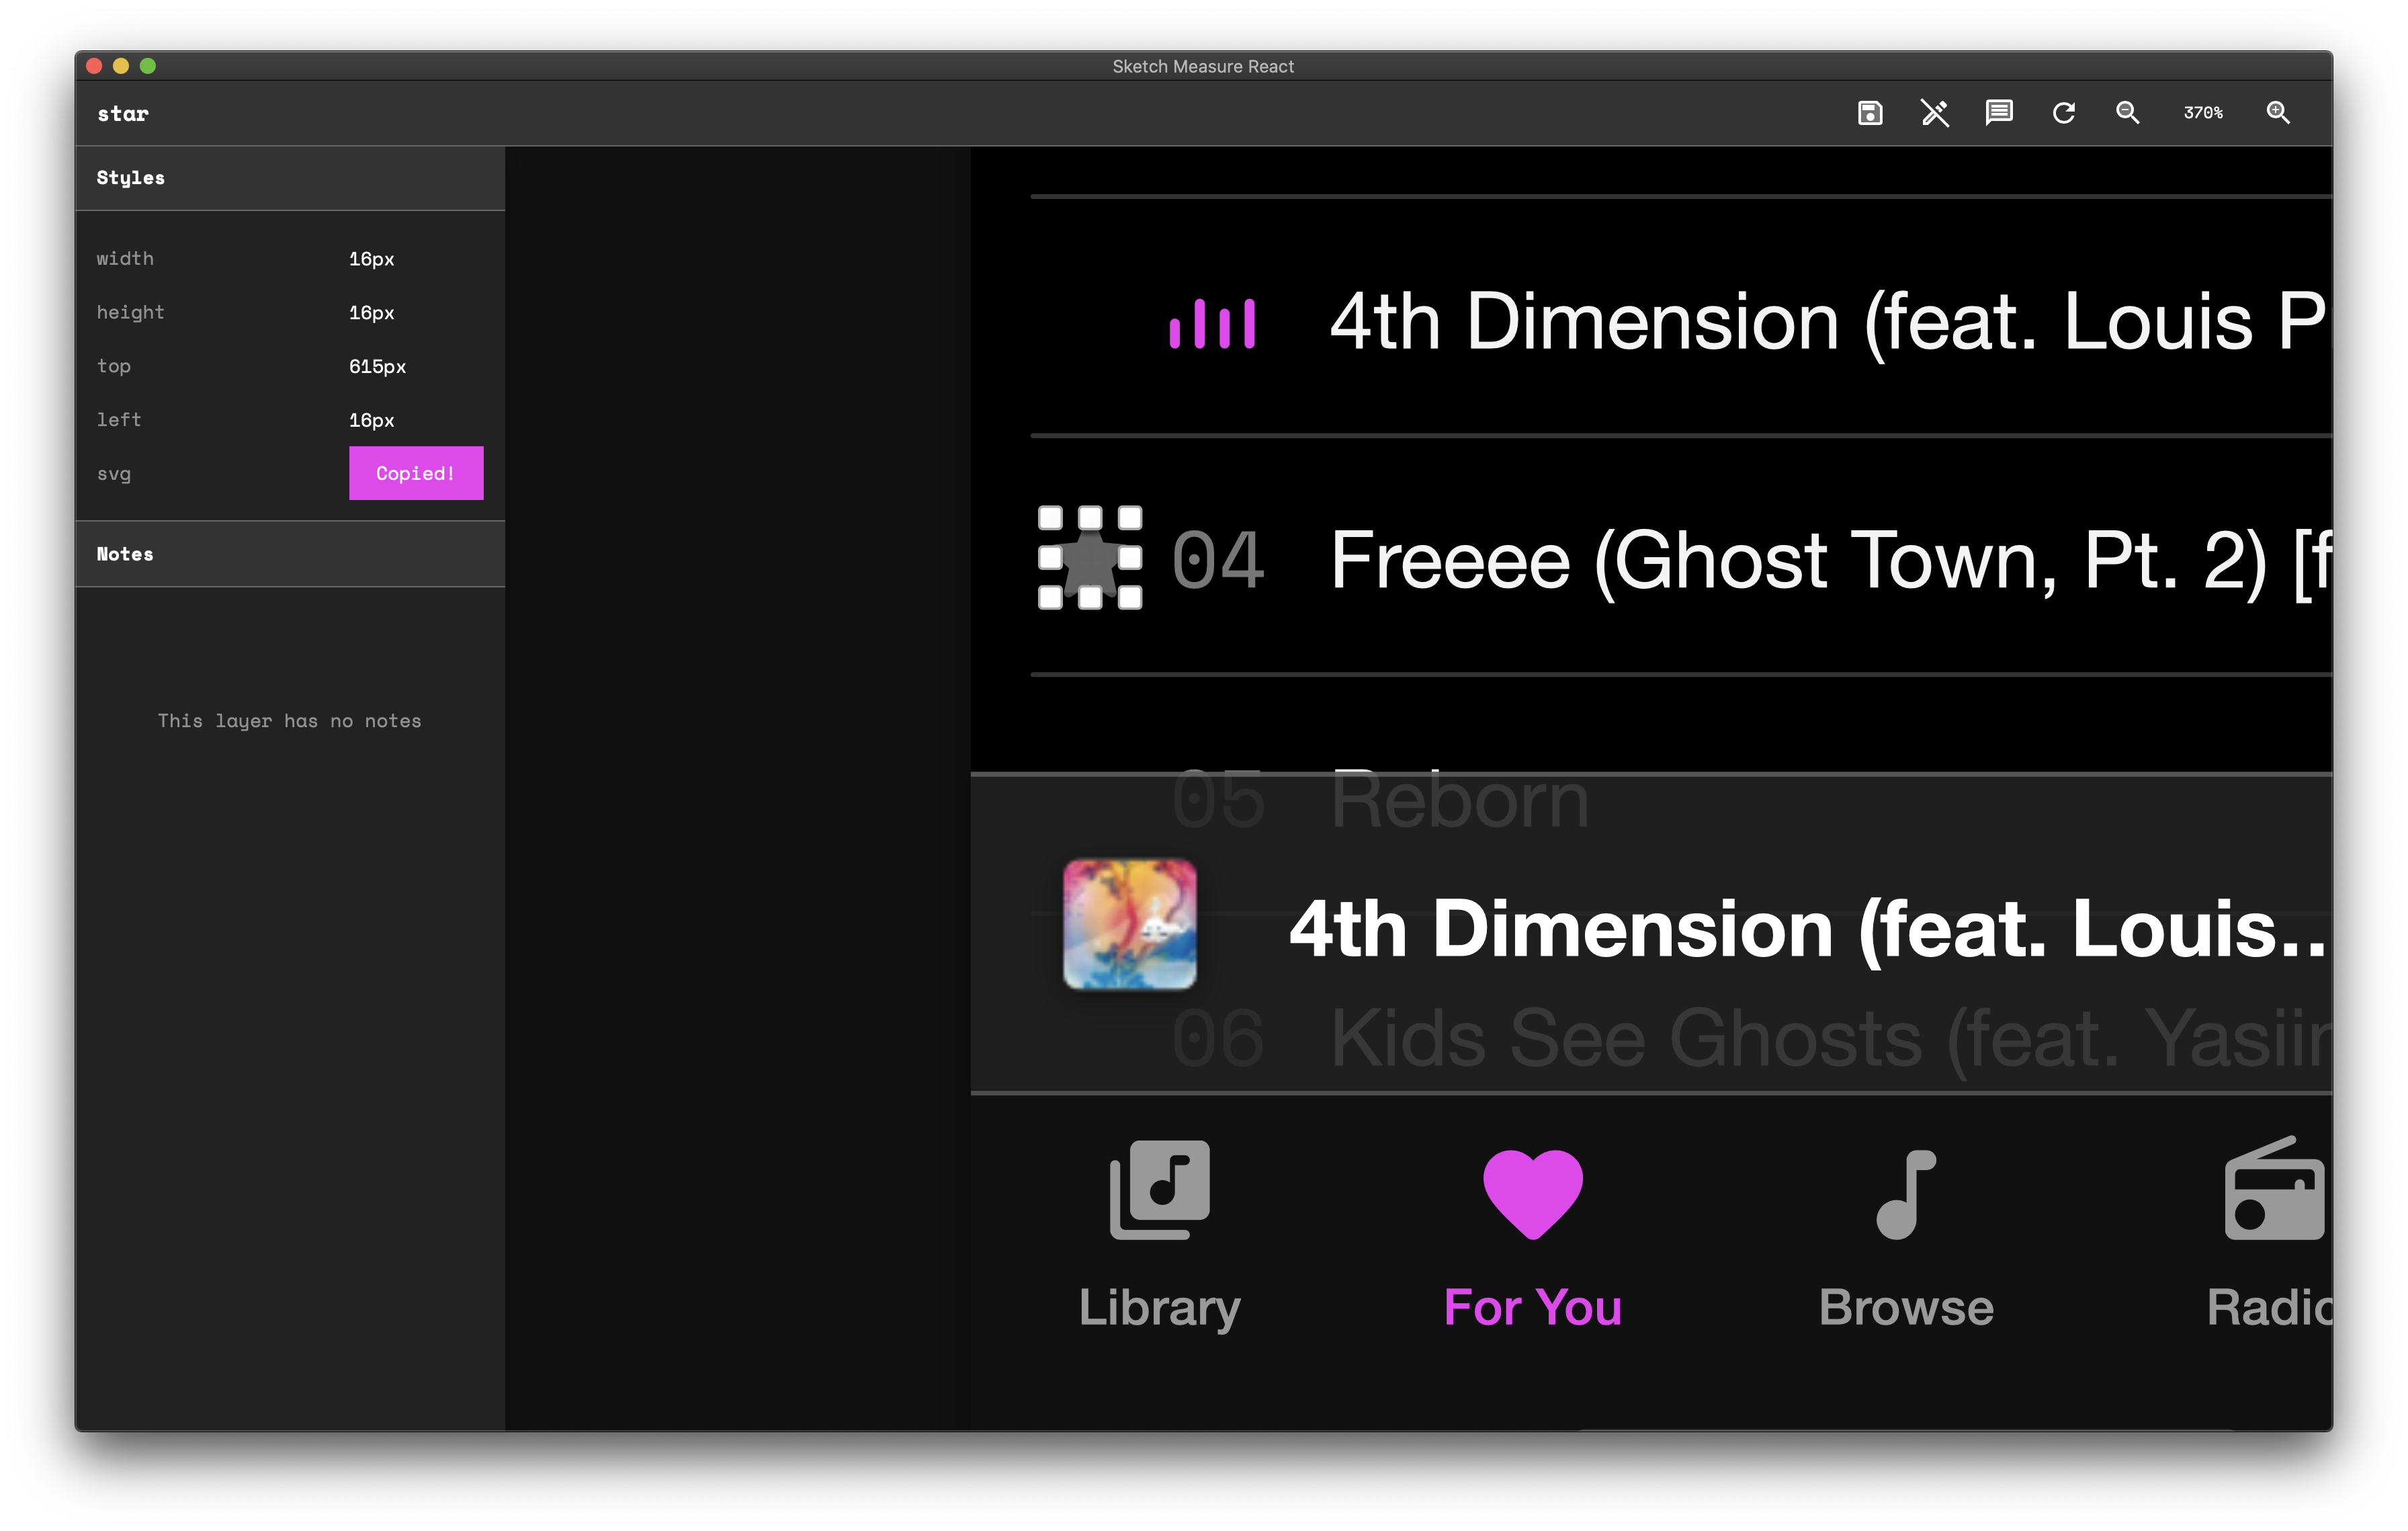 Sketch Measure React
star
370%
Styles
width 16px
height 16px
top 615px
left 16px
svg Copied!
Notes
This layer has no notes
4th Dimension (feat. Louis P
04 Freeee (Ghost Town, Pt. 2) [f
05 Reborn
4th Dimension (feat. Louis...
06 Kids See Ghosts (feat. Yasiin
Library For You Browse Radio